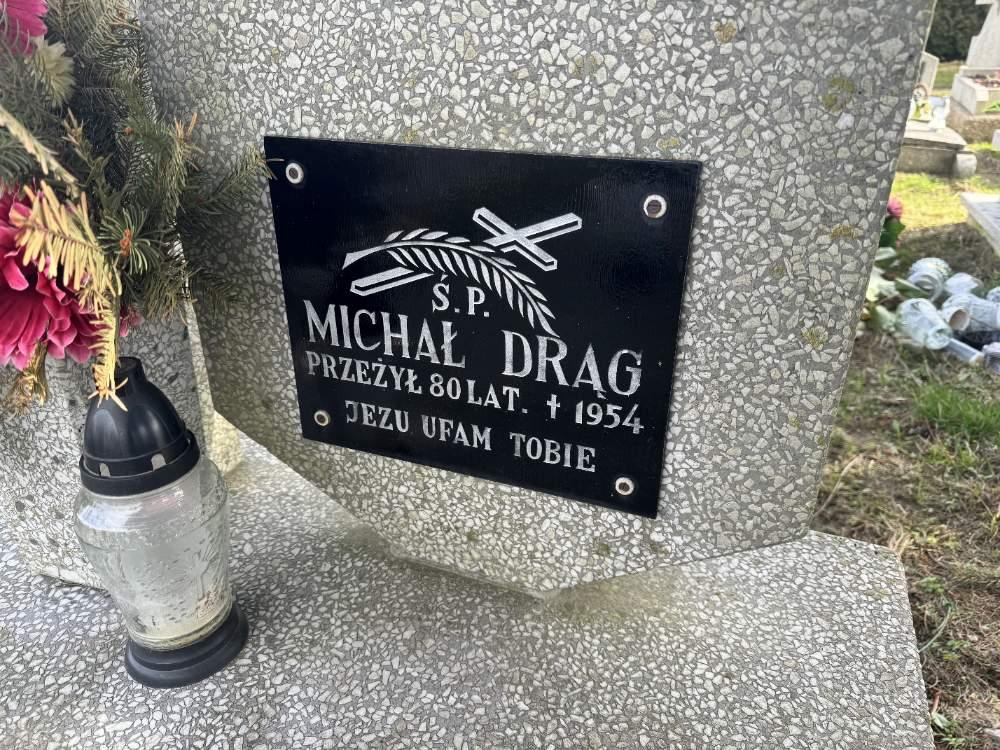 Ś.P.
MICHAŁ DRĄG
PRZEŻYŁ 80 LAT. † 1954
JEZU UFAM TOBIE